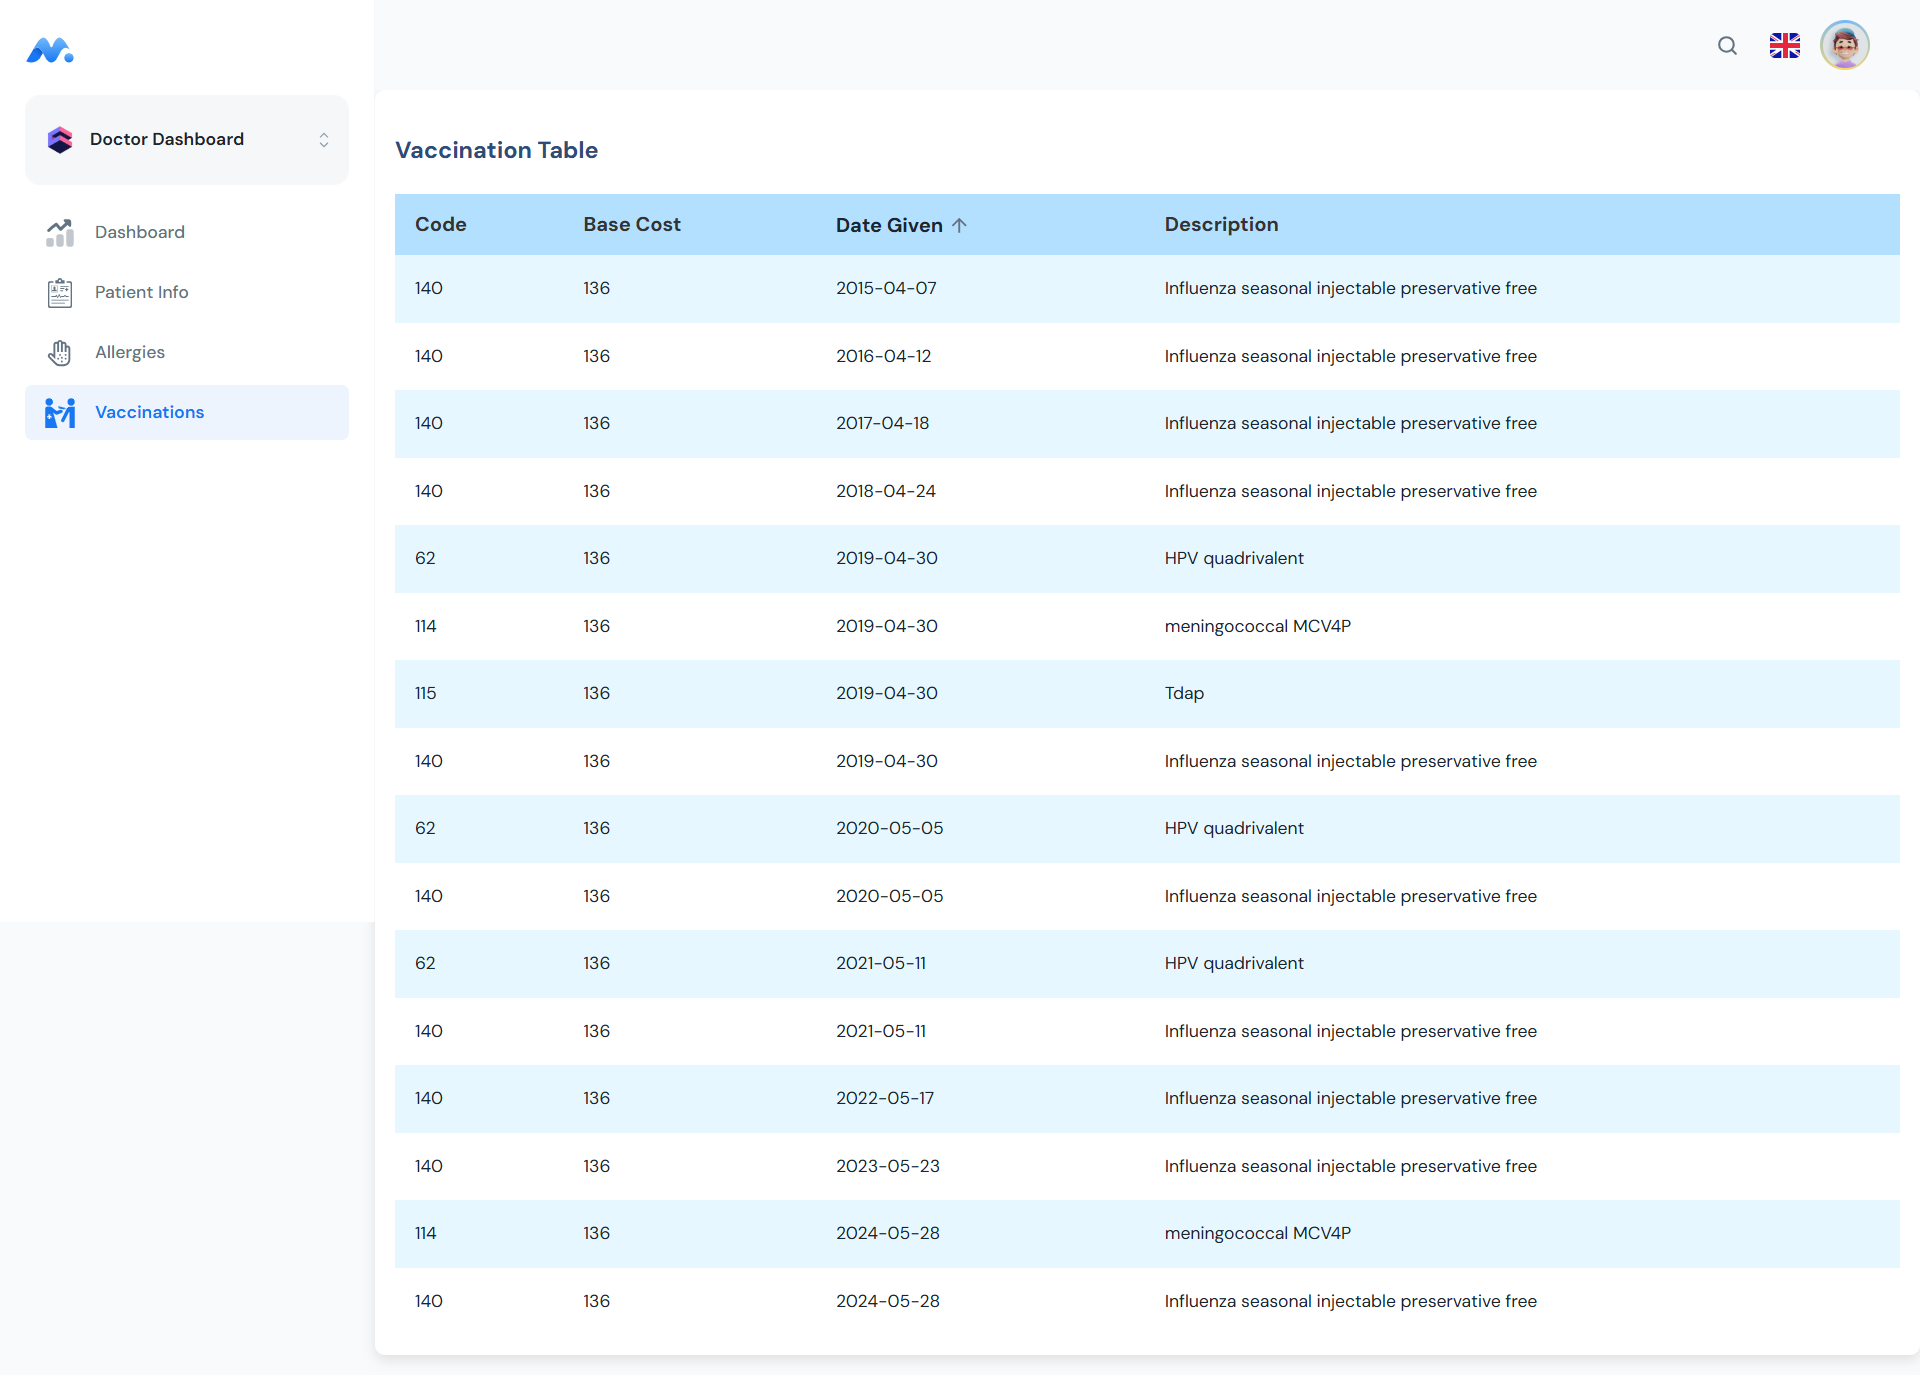 Doctor Dashboard
Dashboard
Patient Info
Allergies
Vaccinations
Vaccination Table
Code Base Cost Date Given ↑ Description
140 136 2015-04-07 Influenza seasonal injectable preservative free
140 136 2016-04-12 Influenza seasonal injectable preservative free
140 136 2017-04-18 Influenza seasonal injectable preservative free
140 136 2018-04-24 Influenza seasonal injectable preservative free
62 136 2019-04-30 HPV quadrivalent
114 136 2019-04-30 meningococcal MCV4P
115 136 2019-04-30 Tdap
140 136 2019-04-30 Influenza seasonal injectable preservative free
62 136 2020-05-05 HPV quadrivalent
140 136 2020-05-05 Influenza seasonal injectable preservative free
62 136 2021-05-11 HPV quadrivalent
140 136 2021-05-11 Influenza seasonal injectable preservative free
140 136 2022-05-17 Influenza seasonal injectable preservative free
140 136 2023-05-23 Influenza seasonal injectable preservative free
114 136 2024-05-28 meningococcal MCV4P
140 136 2024-05-28 Influenza seasonal injectable preservative free